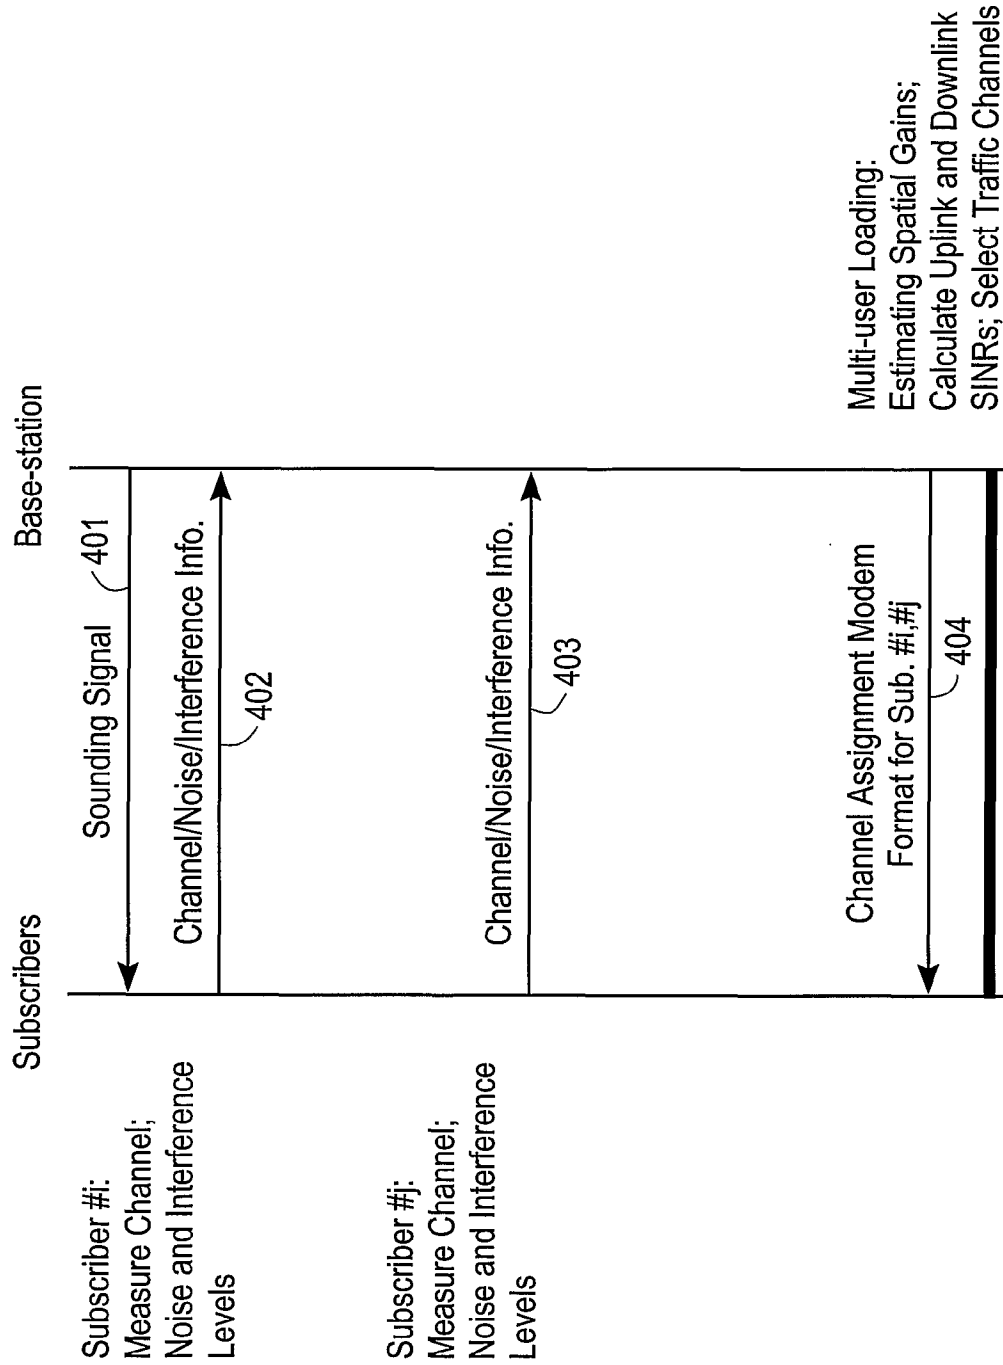 Subscribers
Base-station
Subscriber #i:
Measure Channel;
Noise and Interference
Levels
Sounding Signal
401
Channel/Noise/Interference Info.
402
Subscriber #j:
Measure Channel;
Noise and Interference
Levels
Channel/Noise/Interference Info.
403
Channel Assignment Modem
Format for Sub. #i,#j
404
Multi-user Loading:
Estimating Spatial Gains;
Calculate Uplink and Downlink
SINRs; Select Traffic Channels